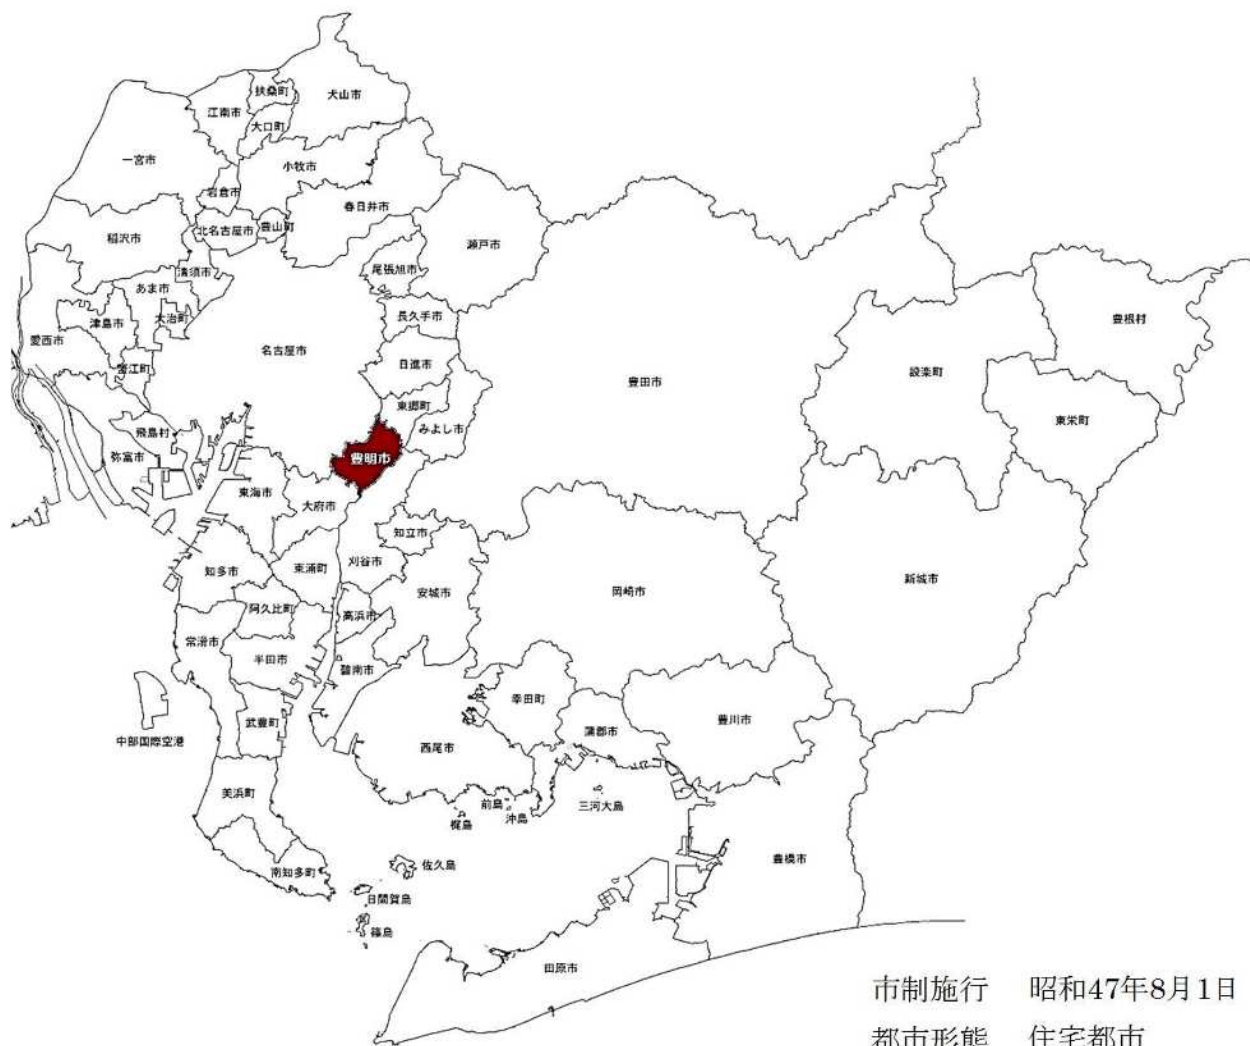 扶桑町
犬山市
江南市
大口町
一宮市
小牧市
岩倉市
春日井市
北名古屋市
豊山町
稲沢市
瀬戸市
清須市
尾張旭市
あま市
津島市
大治町
長久手市
豊根村
愛西市
名古屋市
蟹江町
日進市
設楽町
豊田市
東郷町
東栄町
みよし市
飛島村
弥富市
豊明市
東海市
大府市
知立市
知多市
東浦町
刈谷市
新城市
安城市
岡崎市
阿久比町
高浜市
常滑市
半田市
碧南市
幸田町
武豊町
蒲郡市
豊川市
中部国際空港
西尾市
美浜町
前島
三河大島
沖島
梶島
豊橋市
佐久島
南知多町
日間賀島
篠島
田原市
市制施行 昭和47年8月1日
都市形態 住宅都市